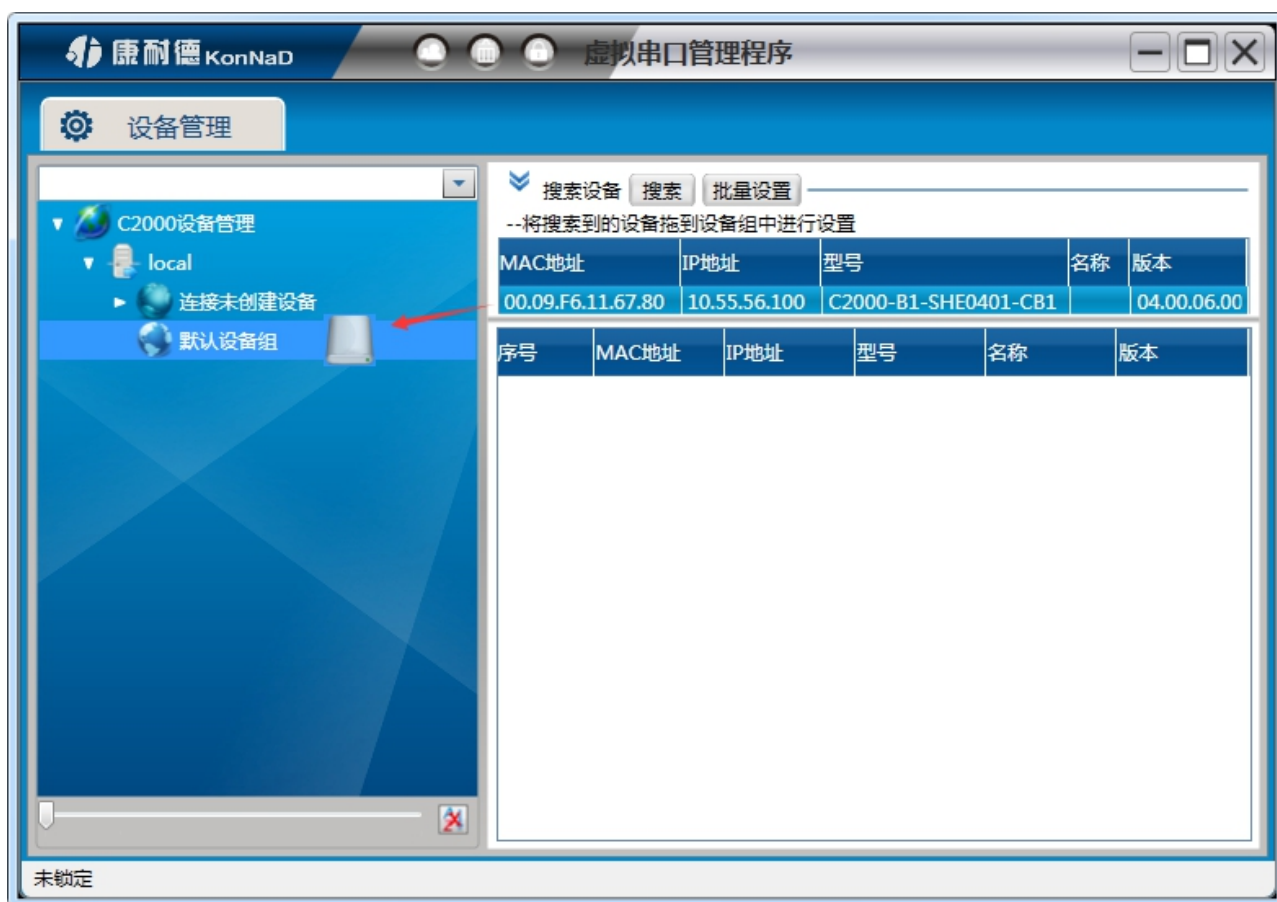 康耐德 KonNaD
虚拟串口管理程序
设备管理
搜索设备 搜索 批量设置
--将搜索到的设备拖到设备组中进行设置
C2000设备管理
local
连接未创建设备
默认设备组
MAC地址 IP地址 型号 名称 版本
00.09.F6.11.67.80 10.55.56.100 C2000-B1-SHE0401-CB1 04.00.06.00
序号 MAC地址 IP地址 型号 名称 版本
未锁定